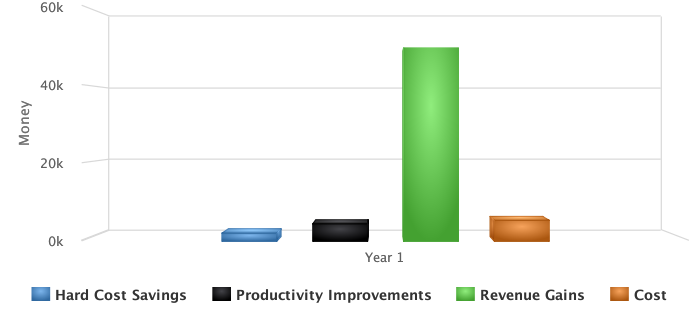 60k
40k
20k
0k
Money
Year 1
Hard Cost Savings Productivity Improvements Revenue Gains Cost